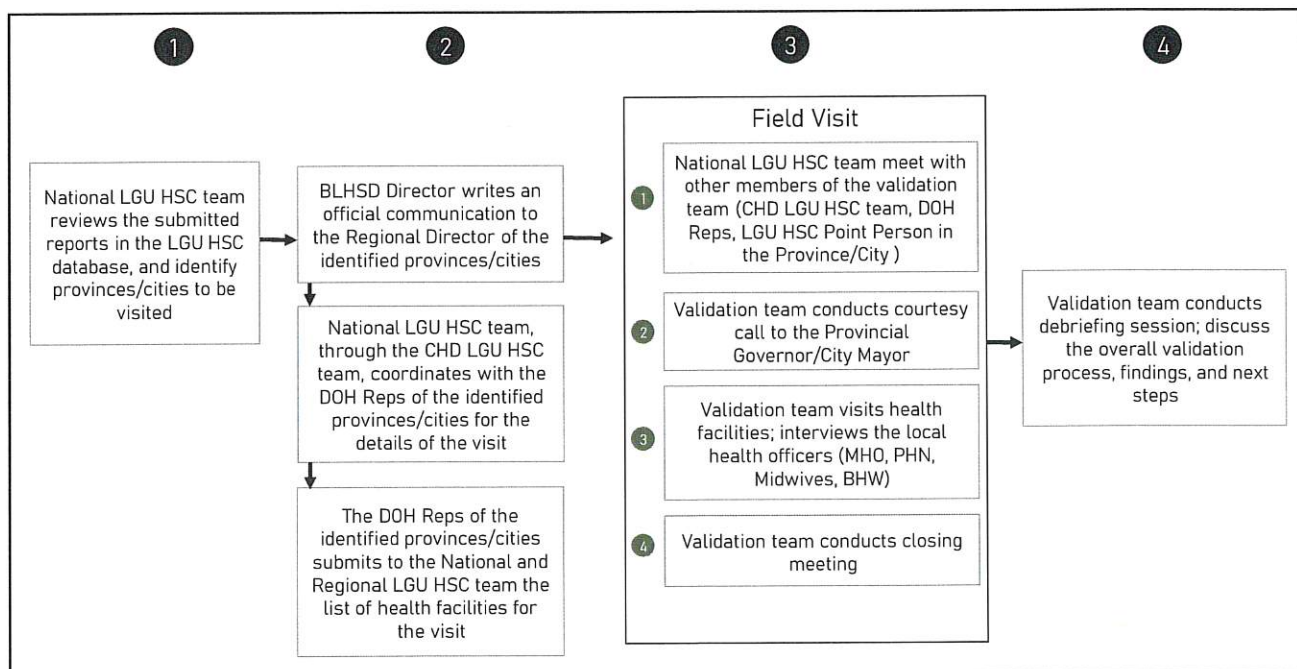 1
2
3
4
National LGU HSC team
reviews the submitted
reports in the LGU HSC
database, and identify
provinces/cities to be
visited
BLHSD Director writes an
official communication to
the Regional Director of the
identified provinces/cities
National LGU HSC team,
through the CHD LGU HSC
team, coordinates with the
DOH Reps of the identified
provinces/cities for the
details of the visit
The DOH Reps of the
identified provinces/cities
submits to the National and
Regional LGU HSC team the
list of health facilities for
the visit
Field Visit
1
National LGU HSC team meet with
other members of the validation
team (CHD LGU HSC team, DOH
Reps, LGU HSC Point Person in
the Province/City )
2
Validation team conducts courtesy
call to the Provincial
Governor/City Mayor
3
Validation team visits health
facilities; interviews the local
health officers (MHO, PHN,
Midwives, BHW)
4
Validation team conducts closing
meeting
Validation team conducts
debriefing session; discuss
the overall validation
process, findings, and next
steps